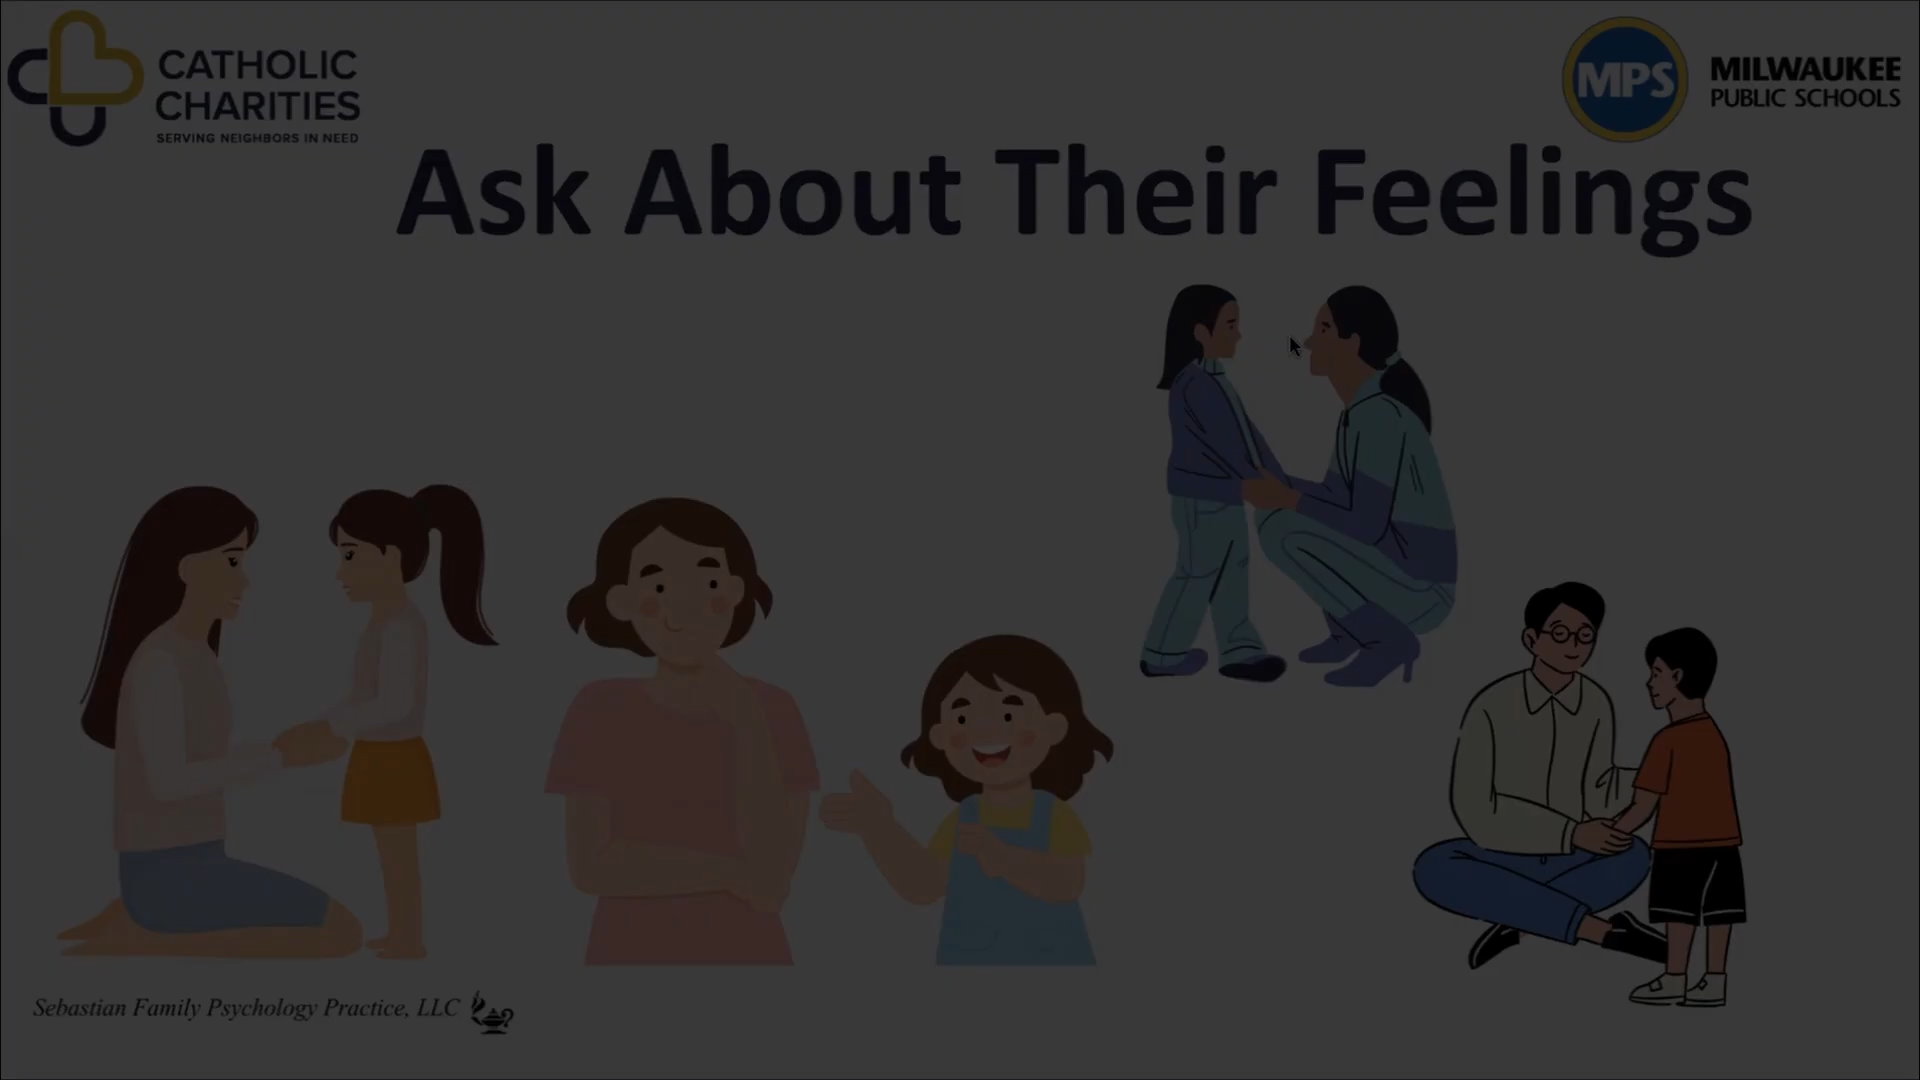 CATHOLIC
CHARITIES
SERVING NEIGHBORS IN NEED
MPS
MILWAUKEE
PUBLIC SCHOOLS
Ask About Their Feelings
Sebastian Family Psychology Practice, LLC